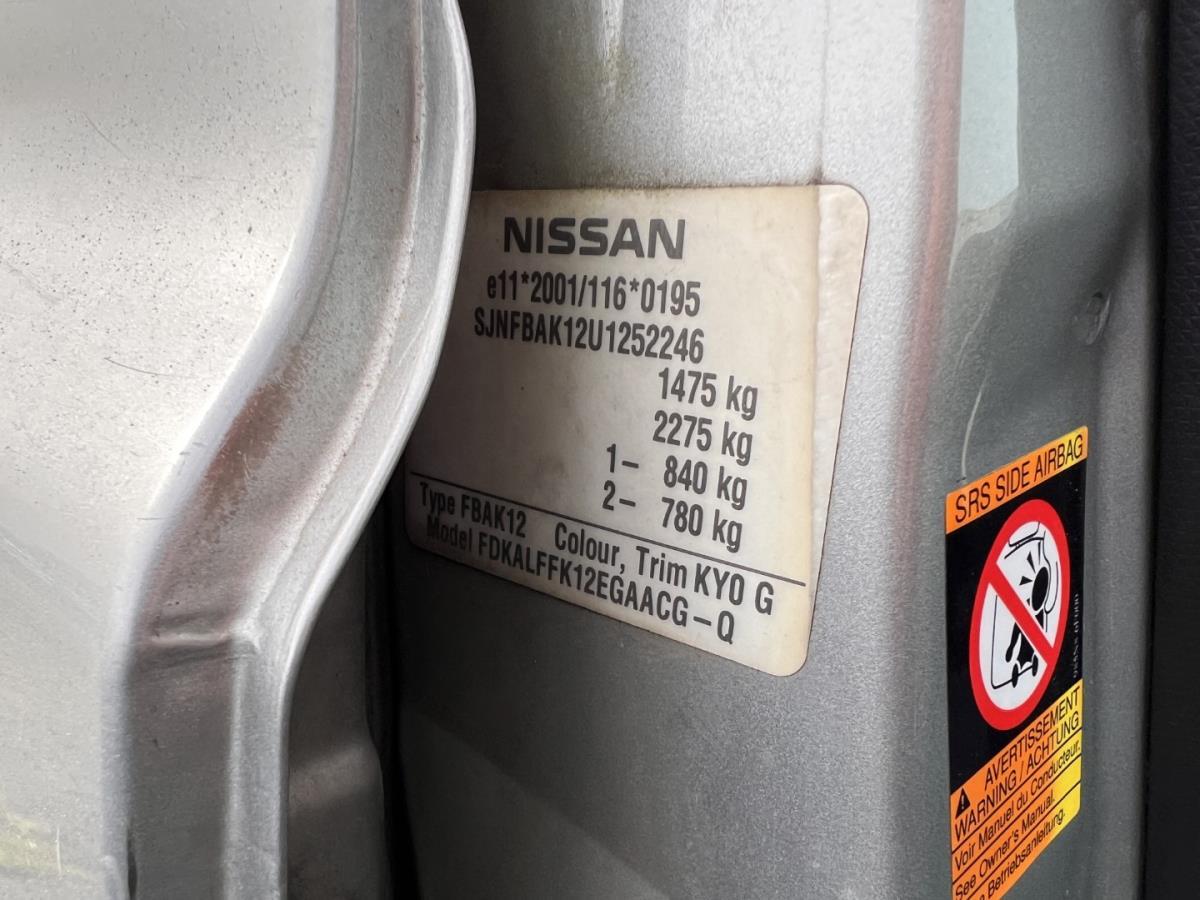 NISSAN
e11*2001/116*0195
SJNFBAK12U1252246
1475 kg
2275 kg
1- 840 kg
2- 780 kg
Type FBAK12 Colour, Trim KY0 G
Model FDKALFFK12EGAACG-Q
SRS SIDE AIRBAG
AVERTISSEMENT
WARNING / ACHTUNG
Voir Manuel du Conducteur.
See Owner's Manual.
Betriebsanleitung.